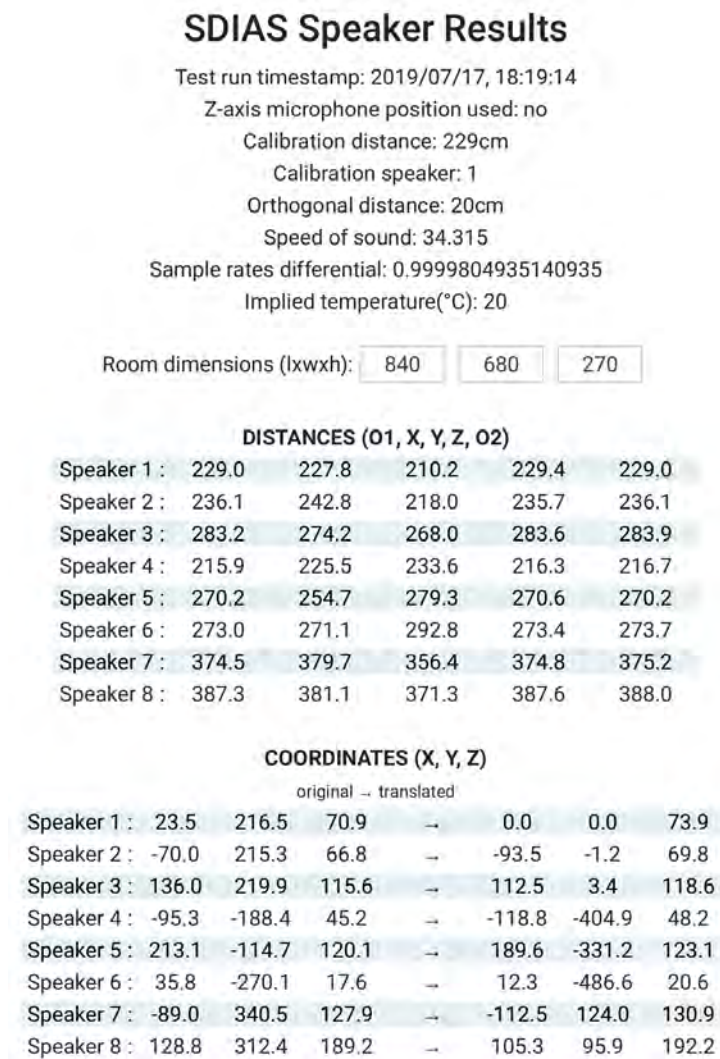 SDIAS Speaker Results
Test run timestamp: 2019/07/17, 18:19:14
Z-axis microphone position used: no
Calibration distance: 229cm
Calibration speaker: 1
Orthogonal distance: 20cm
Speed of sound: 34.315
Sample rates differential: 0.9999804935140935
Implied temperature(°C): 20
Room dimensions (lxwxh): 840 680 270
DISTANCES (O1, X, Y, Z, O2)
Speaker 1 : 229.0 227.8 210.2 229.4 229.0
Speaker 2 : 236.1 242.8 218.0 235.7 236.1
Speaker 3 : 283.2 274.2 268.0 283.6 283.9
Speaker 4 : 215.9 225.5 233.6 216.3 216.7
Speaker 5 : 270.2 254.7 279.3 270.6 270.2
Speaker 6 : 273.0 271.1 292.8 273.4 273.7
Speaker 7 : 374.5 379.7 356.4 374.8 375.2
Speaker 8 : 387.3 381.1 371.3 387.6 388.0
COORDINATES (X, Y, Z)
original → translated
Speaker1 : 23.5 216.5 70.9 → 0.0 0.0 73.9
Speaker 2 : -70.0 215.3 66.8 → -93.5 -1.2 69.8
Speaker 3 : 136.0 219.9 115.6 → 112.5 3.4 118.6
Speaker 4 : -95.3 -188.4 45.2 → -118.8 -404.9 48.2
Speaker 5 : 213.1 -114.7 120.1 → 189.6 -331.2 123.1
Speaker 6 : 35.8 -270.1 17.6 → 12.3 -486.6 20.6
Speaker 7 : -89.0 340.5 127.9 → -112.5 124.0 130.9
Speaker 8 : 128.8 312.4 189.2 → 105.3 95.9 192.2